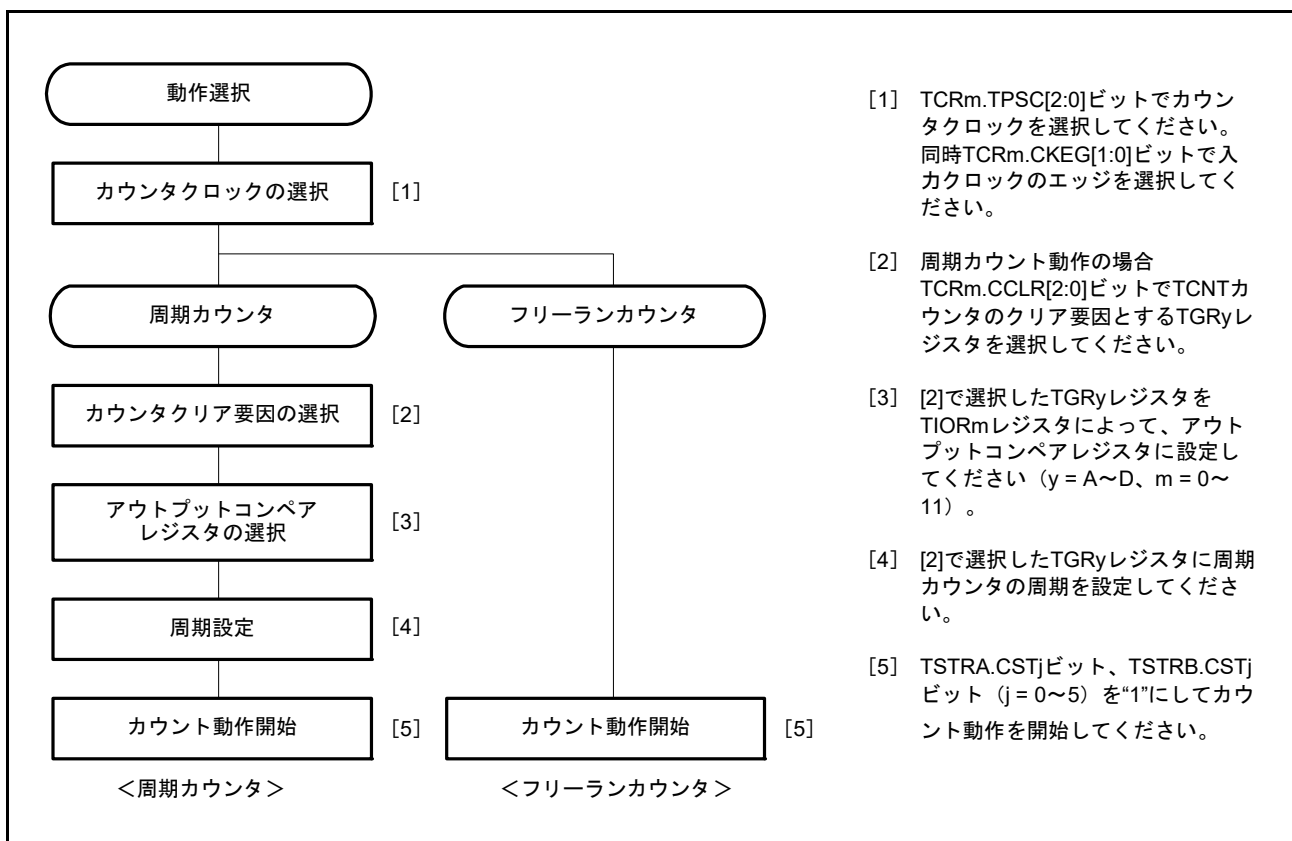 動作選択
カウンタクロックの選択 [1]
周期カウンタ
フリーランカウンタ
カウンタクリア要因の選択 [2]
アウトプットコンペア
レジスタの選択 [3]
周期設定 [4]
カウント動作開始 [5]
カウント動作開始 [5]
＜周期カウンタ＞
＜フリーランカウンタ＞
[1] TCRm.TPSC[2:0]ビットでカウン
タクロックを選択してください。
同時TCRm.CKEG[1:0]ビットで入
力クロックのエッジを選択してく
ださい。
[2] 周期カウント動作の場合
TCRm.CCLR[2:0]ビットでTCNTカ
ウンタのクリア要因とするTGRyレ
ジスタを選択してください。
[3] [2]で選択したTGRyレジスタを
TIORmレジスタによって、アウト
プットコンペアレジスタに設定し
てください（y = A～D、m = 0～
11）。
[4] [2]で選択したTGRyレジスタに周期
カウンタの周期を設定してくださ
い。
[5] TSTRA.CSTjビット、TSTRB.CSTj
ビット（j = 0～5）を“1”にしてカウ
ント動作を開始してください。